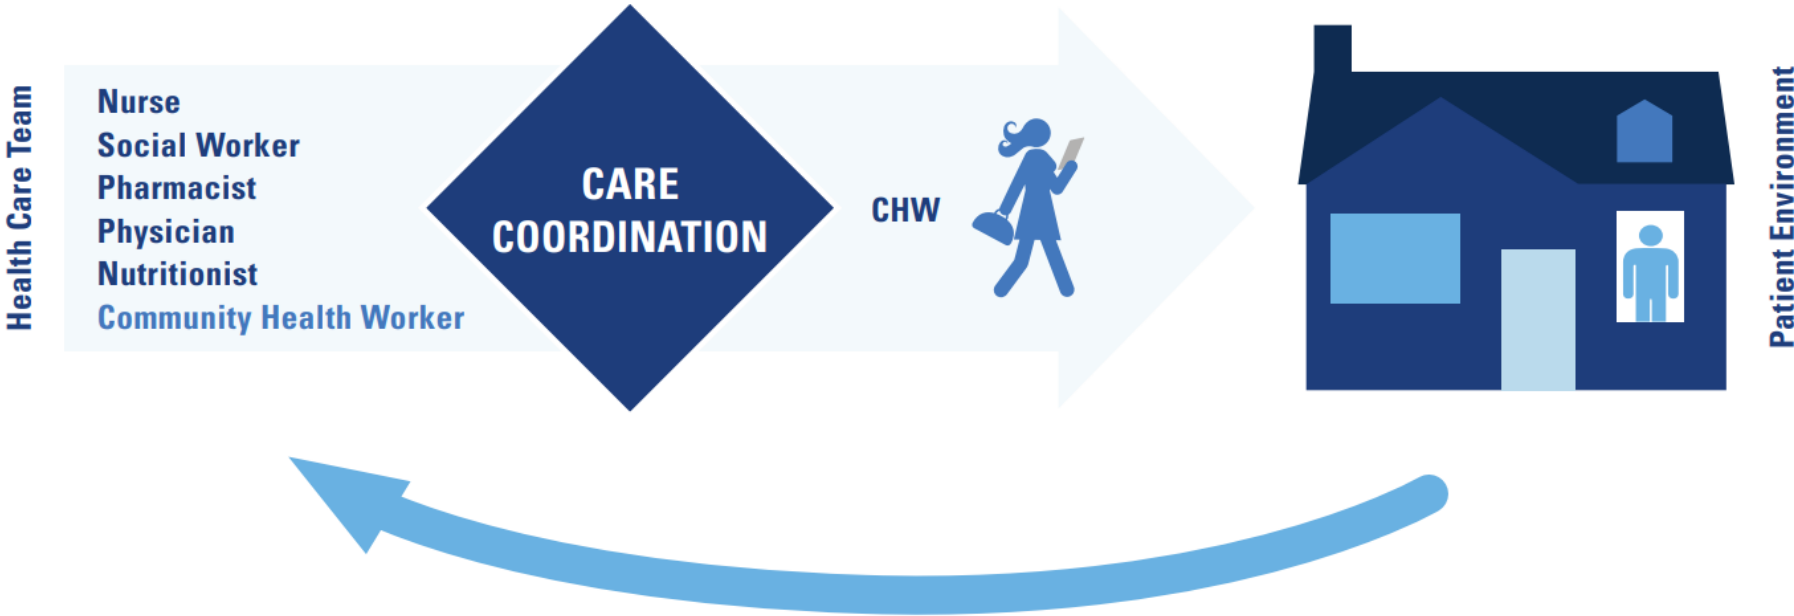 Health Care Team
Nurse
Social Worker
Pharmacist
Physician
Nutritionist
Community Health Worker
CARE
COORDINATION
CHW
Patient Environment